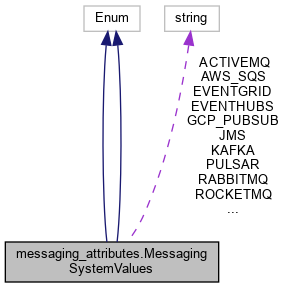 Enum
string
ACTIVEMQ
AWS_SQS
EVENTGRID
EVENTHUBS
GCP_PUBSUB
JMS
KAFKA
PULSAR
RABBITMQ
ROCKETMQ
...
messaging_attributes.Messaging
SystemValues